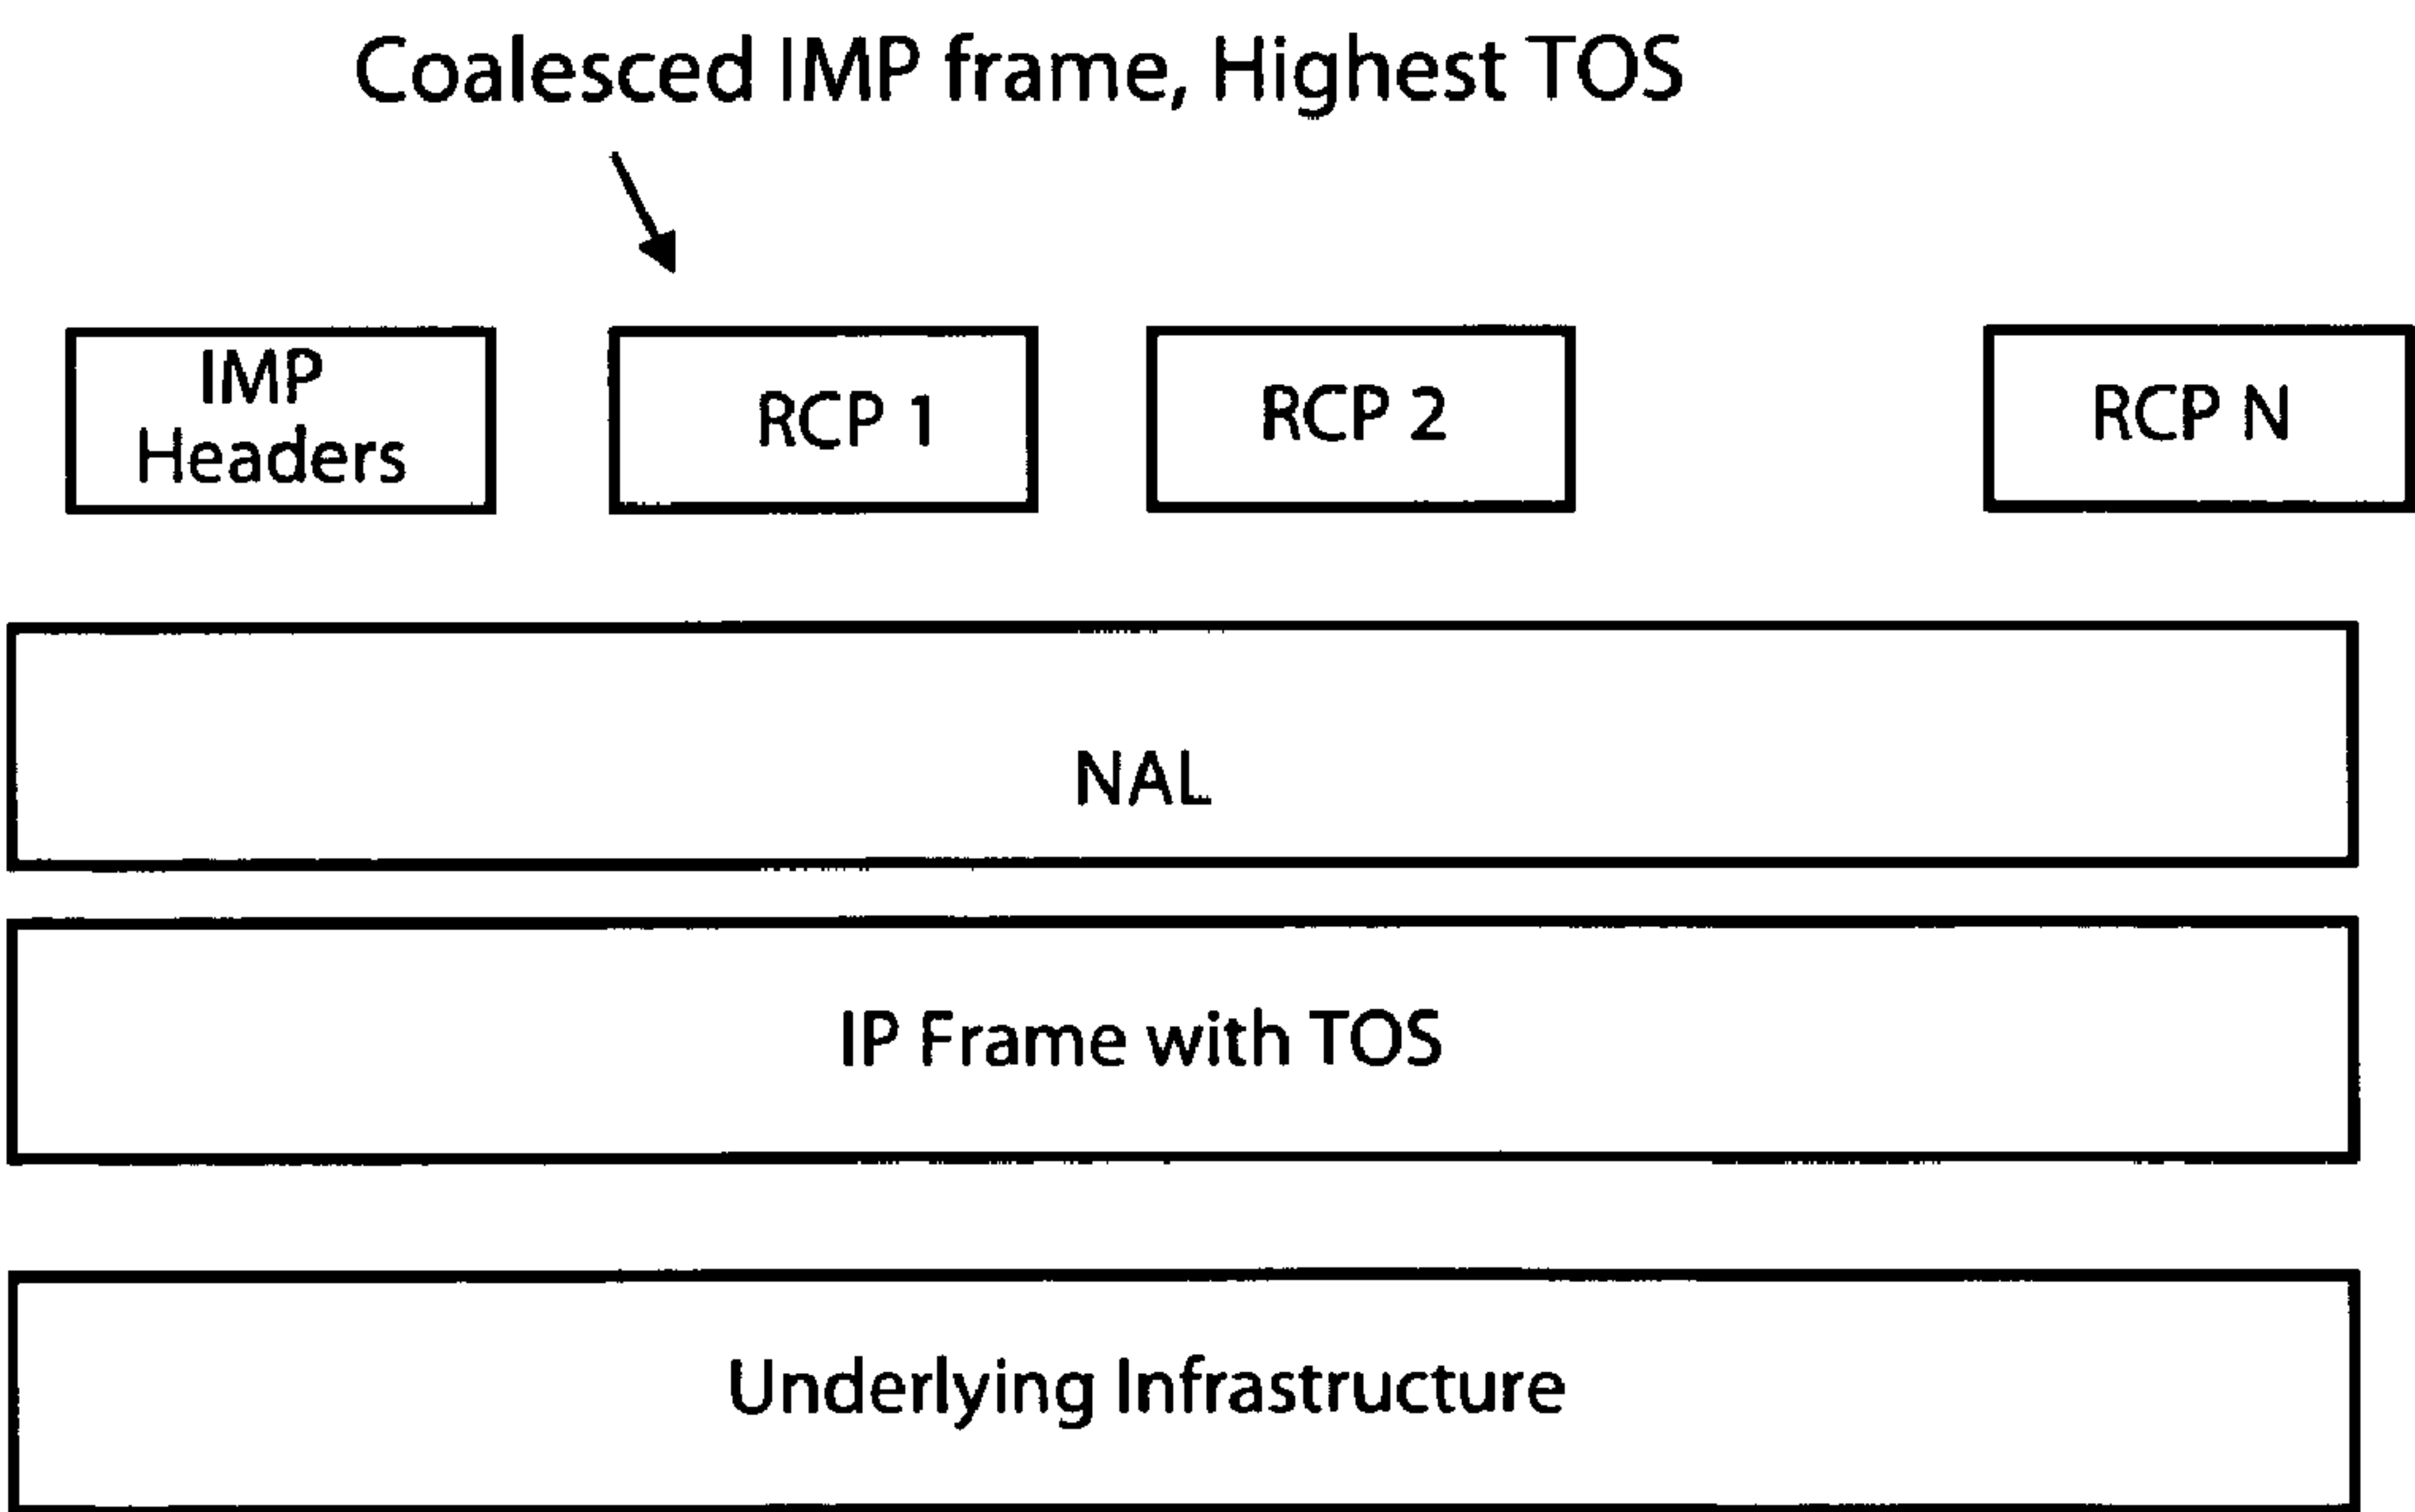 Coalesced IMP frame, Highest TOS
IMP
Headers
RCP 1
RCP 2
RCP N
NAL
IP Frame with TOS
Underlying Infrastructure